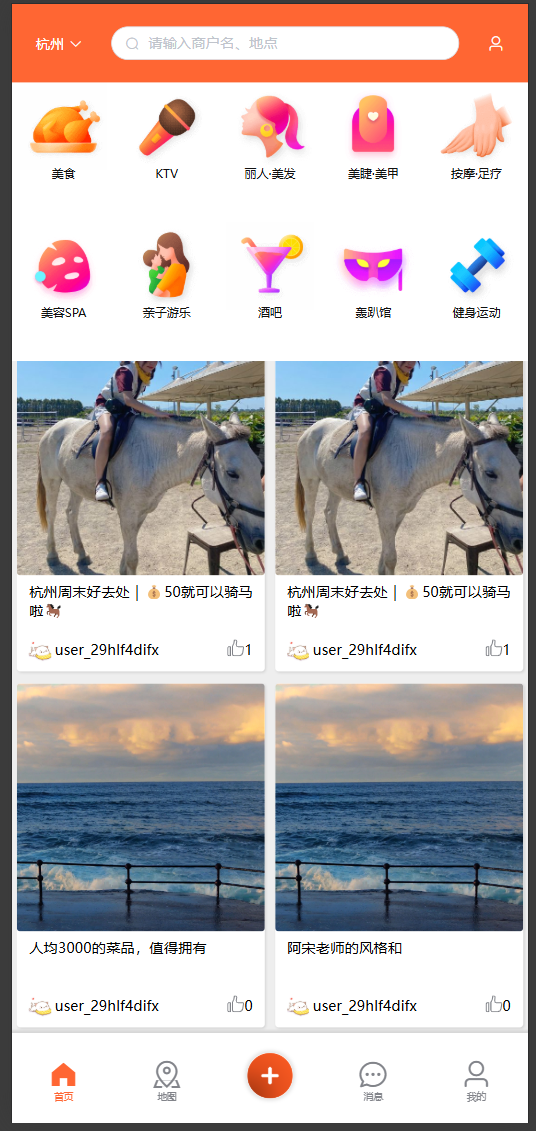 杭州
请输入商户名、地点
美食
KTV
丽人·美发
美睫·美甲
按摩·足疗
美容SPA
亲子游乐
酒吧
轰趴馆
健身运动
杭州周末好去处 | 💰50就可以骑马
啦🐎
user_29hlf4difx
1
杭州周末好去处 | 💰50就可以骑马
啦🐎
user_29hlf4difx
1
人均3000的菜品，值得拥有
user_29hlf4difx
0
阿宋老师的风格和
user_29hlf4difx
0
首页
地图
消息
我的